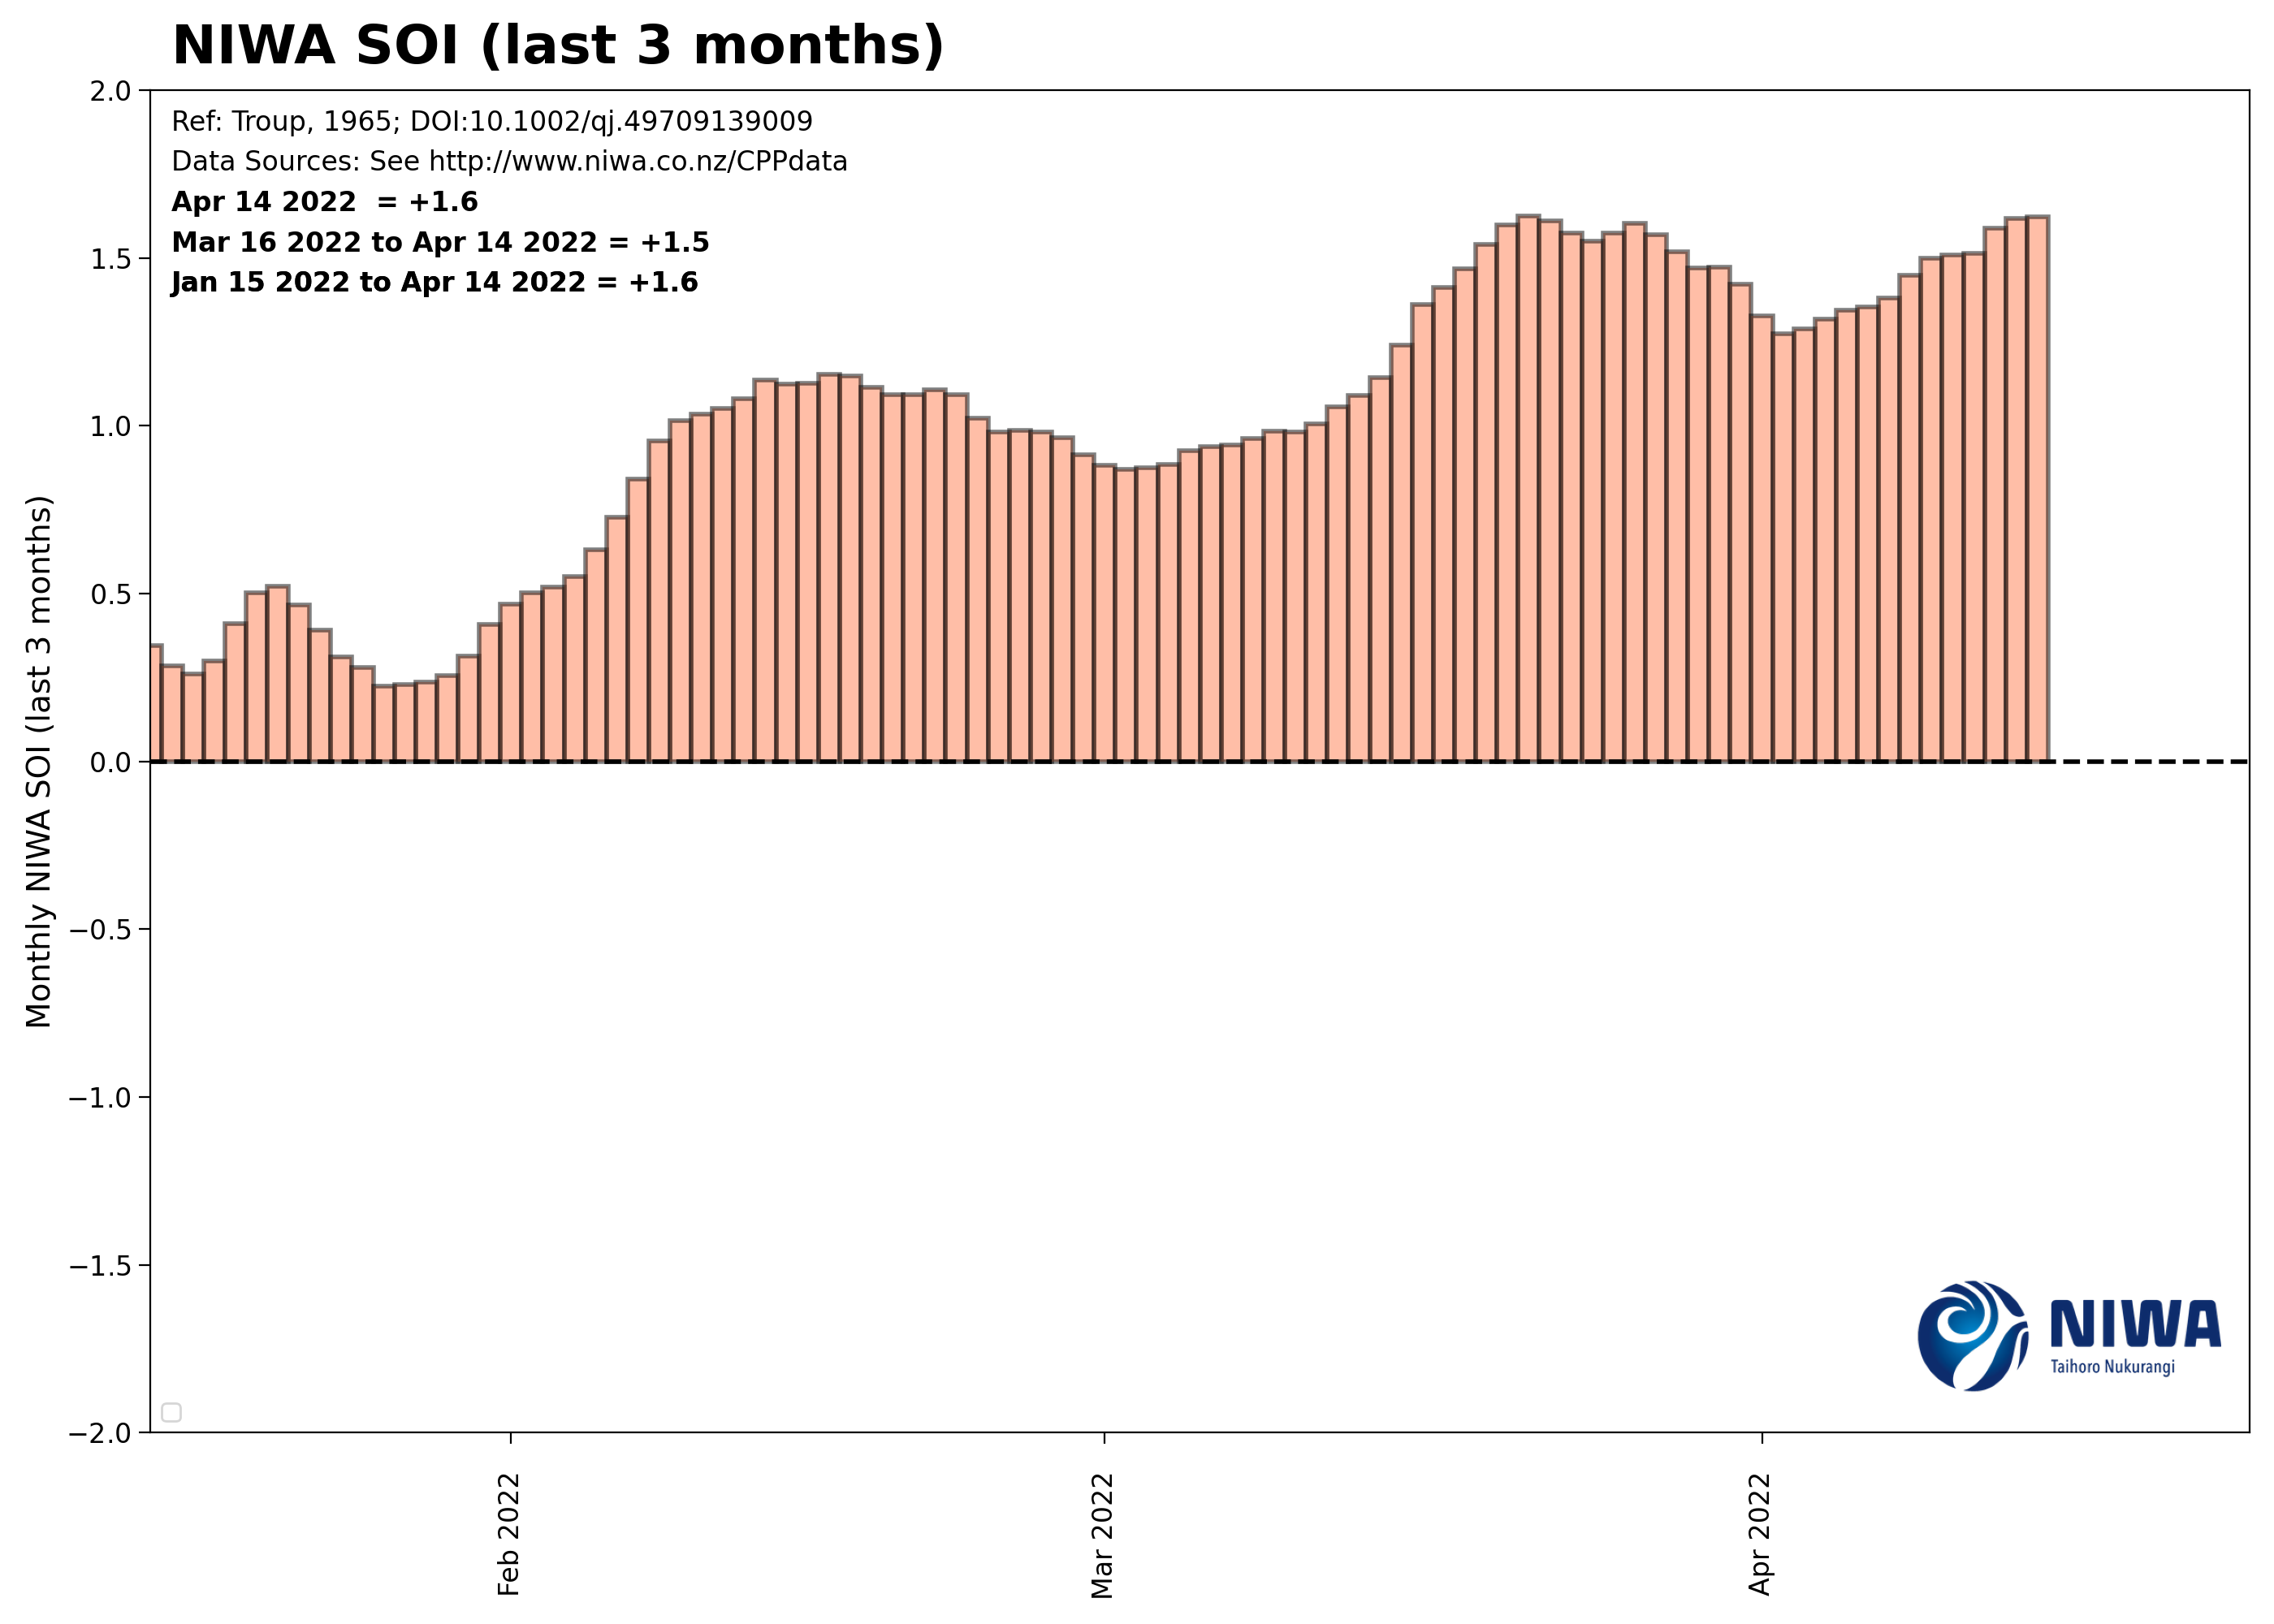 NIWA SOI (last 3 months)
Ref: Troup, 1965; DOI:10.1002/qj.49709139009
Data Sources: See http://www.niwa.co.nz/CPPdata
Apr 14 2022  = +1.6
Mar 16 2022 to Apr 14 2022 = +1.5
Jan 15 2022 to Apr 14 2022 = +1.6
Monthly NIWA SOI (last 3 months)
2.0
1.5
1.0
0.5
0.0
−0.5
−1.0
−1.5
−2.0
Feb 2022
Mar 2022
Apr 2022
NIWA
Taihoro Nukurangi